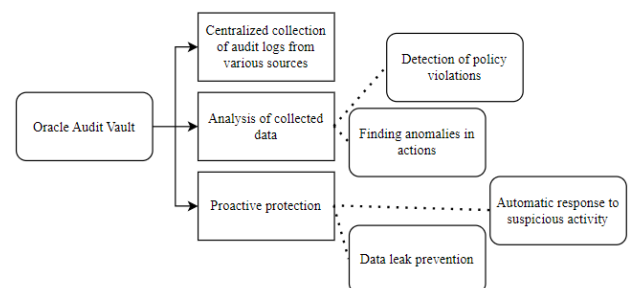 Centralized collection
of audit logs from
various sources
Detection of policy
violations
Oracle Audit Vault
Analysis of collected
data
Finding anomalies in
actions
Proactive protection
Automatic response to
suspicious activity
Data leak prevention